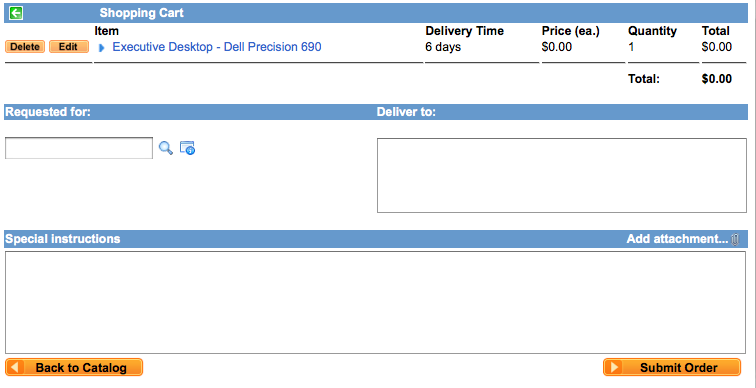 Shopping Cart
Item Delivery Time Price (ea.) Quantity Total
Delete Edit Executive Desktop - Dell Precision 690 6 days $0.00 1 $0.00
Total: $0.00
Requested for: Deliver to:
Special Instructions Add attachment...
Back to Catalog Submit Order